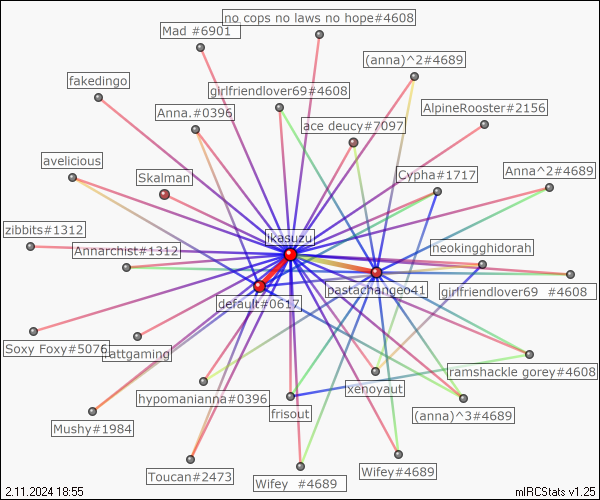 no cops no laws no hope#4608
Mad #6901
(anna)^2#4689
fakedingo
girlfriendlover69#4608
AlpineRooster#2156
Anna.#0396
ace deucy#7097
avelicious
Skalman
Cypha#1717
Anna^2#4689
zibbits#1312
ikasuzu
Annarchist#1312
neokingghidorah
default#0617
pastachangeo41
girlfriendlover69 #4608
Soxy Foxy#5076
ramshackle gorey#4608
hypomanianna#0396
frisout
xenoyaut
(anna)^3#4689
Mushy#1984
Toucan#2473
Wifey #4689
Wifey#4689
2.11.2024 18:55
mIRCStats v1.25